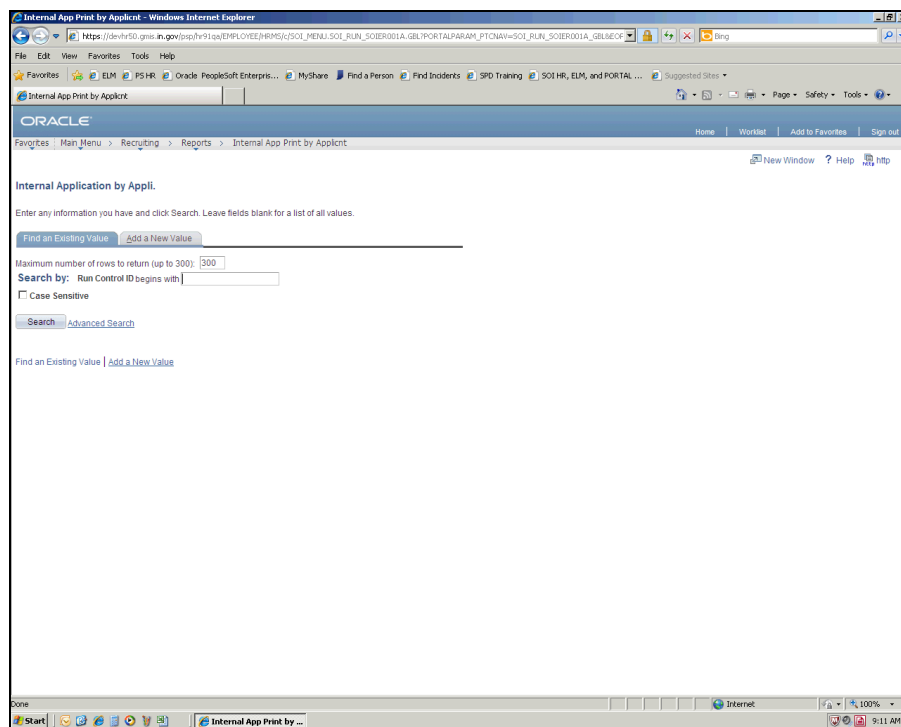 Internal App Print by Applicnt - Windows Internet Explorer
https://devhr50.gmis.in.gov/psp/hr91qa/EMPLOYEE/HRMS/c/SOI_MENU.SOI_RUN_SOIER001A.GBL?PORTALPARAM_PTCNAV=SOI_RUN_SOIER001A_GBL&EOF
Bing
File Edit View Favorites Tools Help
Favorites ELM PS HR Oracle PeopleSoft Enterpris... MyShare Find a Person Find Incidents SPD Training SOI HR, ELM, and PORTAL ... Suggested Sites
Internal App Print by Applicnt
Page Safety Tools
ORACLE
Home | Worklist | Add to Favorites | Sign out
Favorites Main Menu > Recruiting > Reports > Internal App Print by Applicnt
New Window ? Help http
Internal Application by Appli.
Enter any information you have and click Search. Leave fields blank for a list of all values.
Find an Existing Value Add a New Value
Maximum number of rows to return (up to 300): 300
Search by: Run Control ID begins with
Case Sensitive
Search Advanced Search
Find an Existing Value | Add a New Value
Done Internet 100%
Start Internal App Print by ... 9:11 AM